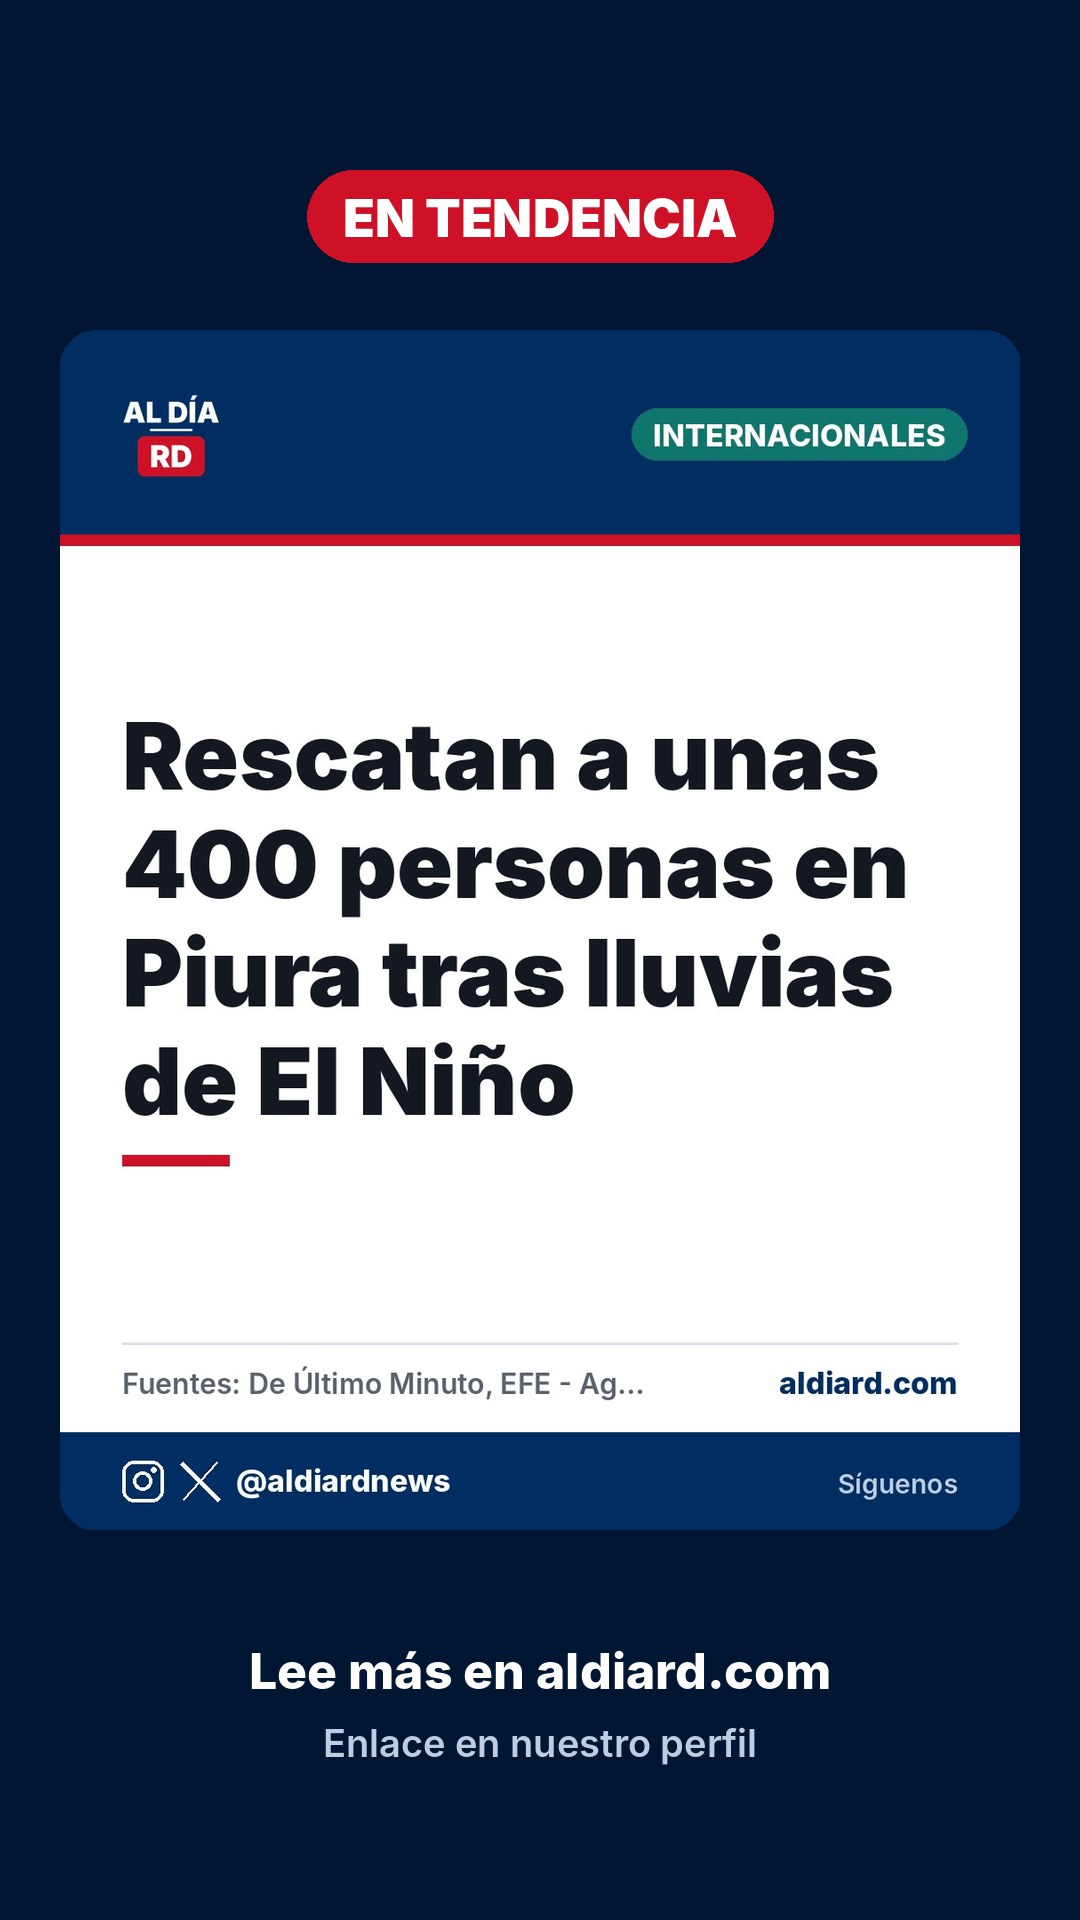 EN TENDENCIA
AL DÍA
RD
INTERNACIONALES
Rescatan a unas
400 personas en
Piura tras lluvias
de El Niño
Fuentes: De Último Minuto, EFE - Ag...
aldiard.com
@aldiardnews
Síguenos
Lee más en aldiard.com
Enlace en nuestro perfil